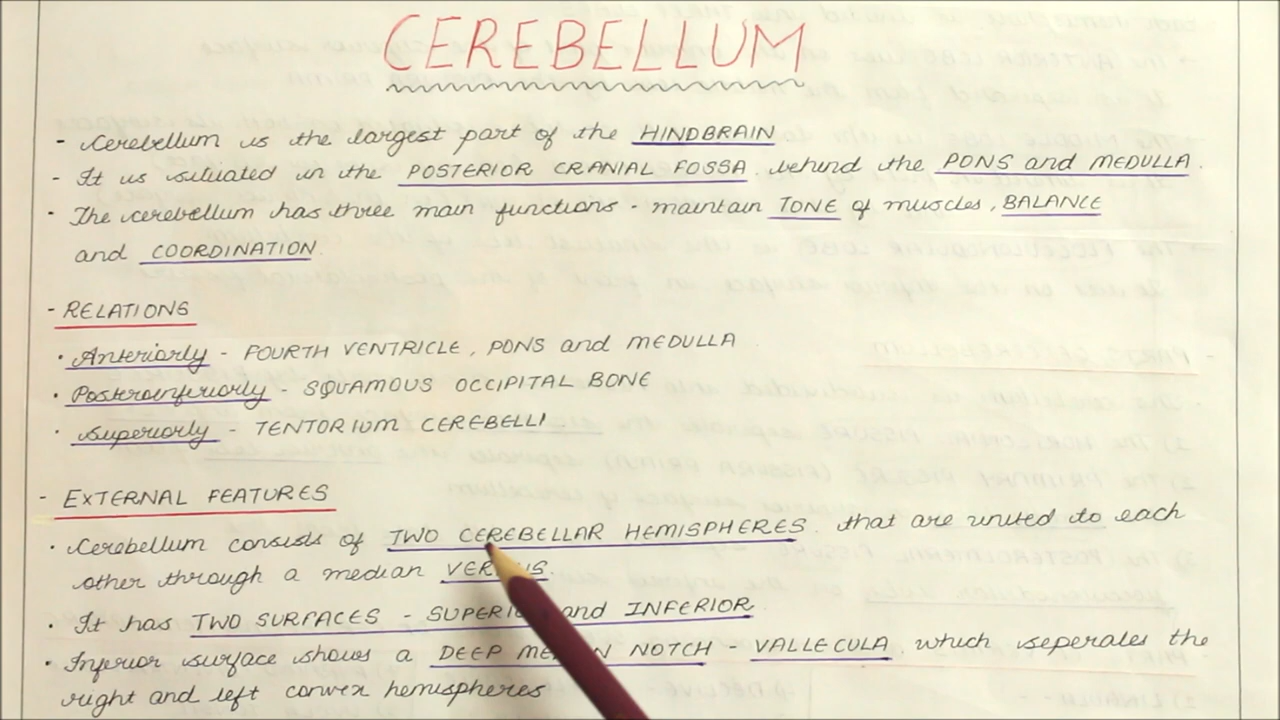 CEREBELLUM
- Cerebellum is the largest part of the HINDBRAIN
- It is situated in the POSTERIOR CRANIAL FOSSA behind the PONS and MEDULLA.
- The cerebellum has three main functions - maintain TONE of muscles, BALANCE
and COORDINATION.
- RELATIONS
• Anteriorly - FOURTH VENTRICLE, PONS and MEDULLA
• Posteroinferiorly - SQUAMOUS OCCIPITAL BONE
• Superiorly - TENTORIUM CEREBELLI
- EXTERNAL FEATURES
• Cerebellum consists of TWO CEREBELLAR HEMISPHERES that are united to each
other through a median
• It has TWO SURFACES - and INFERIOR
• Inferior surface shows a DEEP NOTCH - VALLECULA which seperates the
right and left convex hemispheres